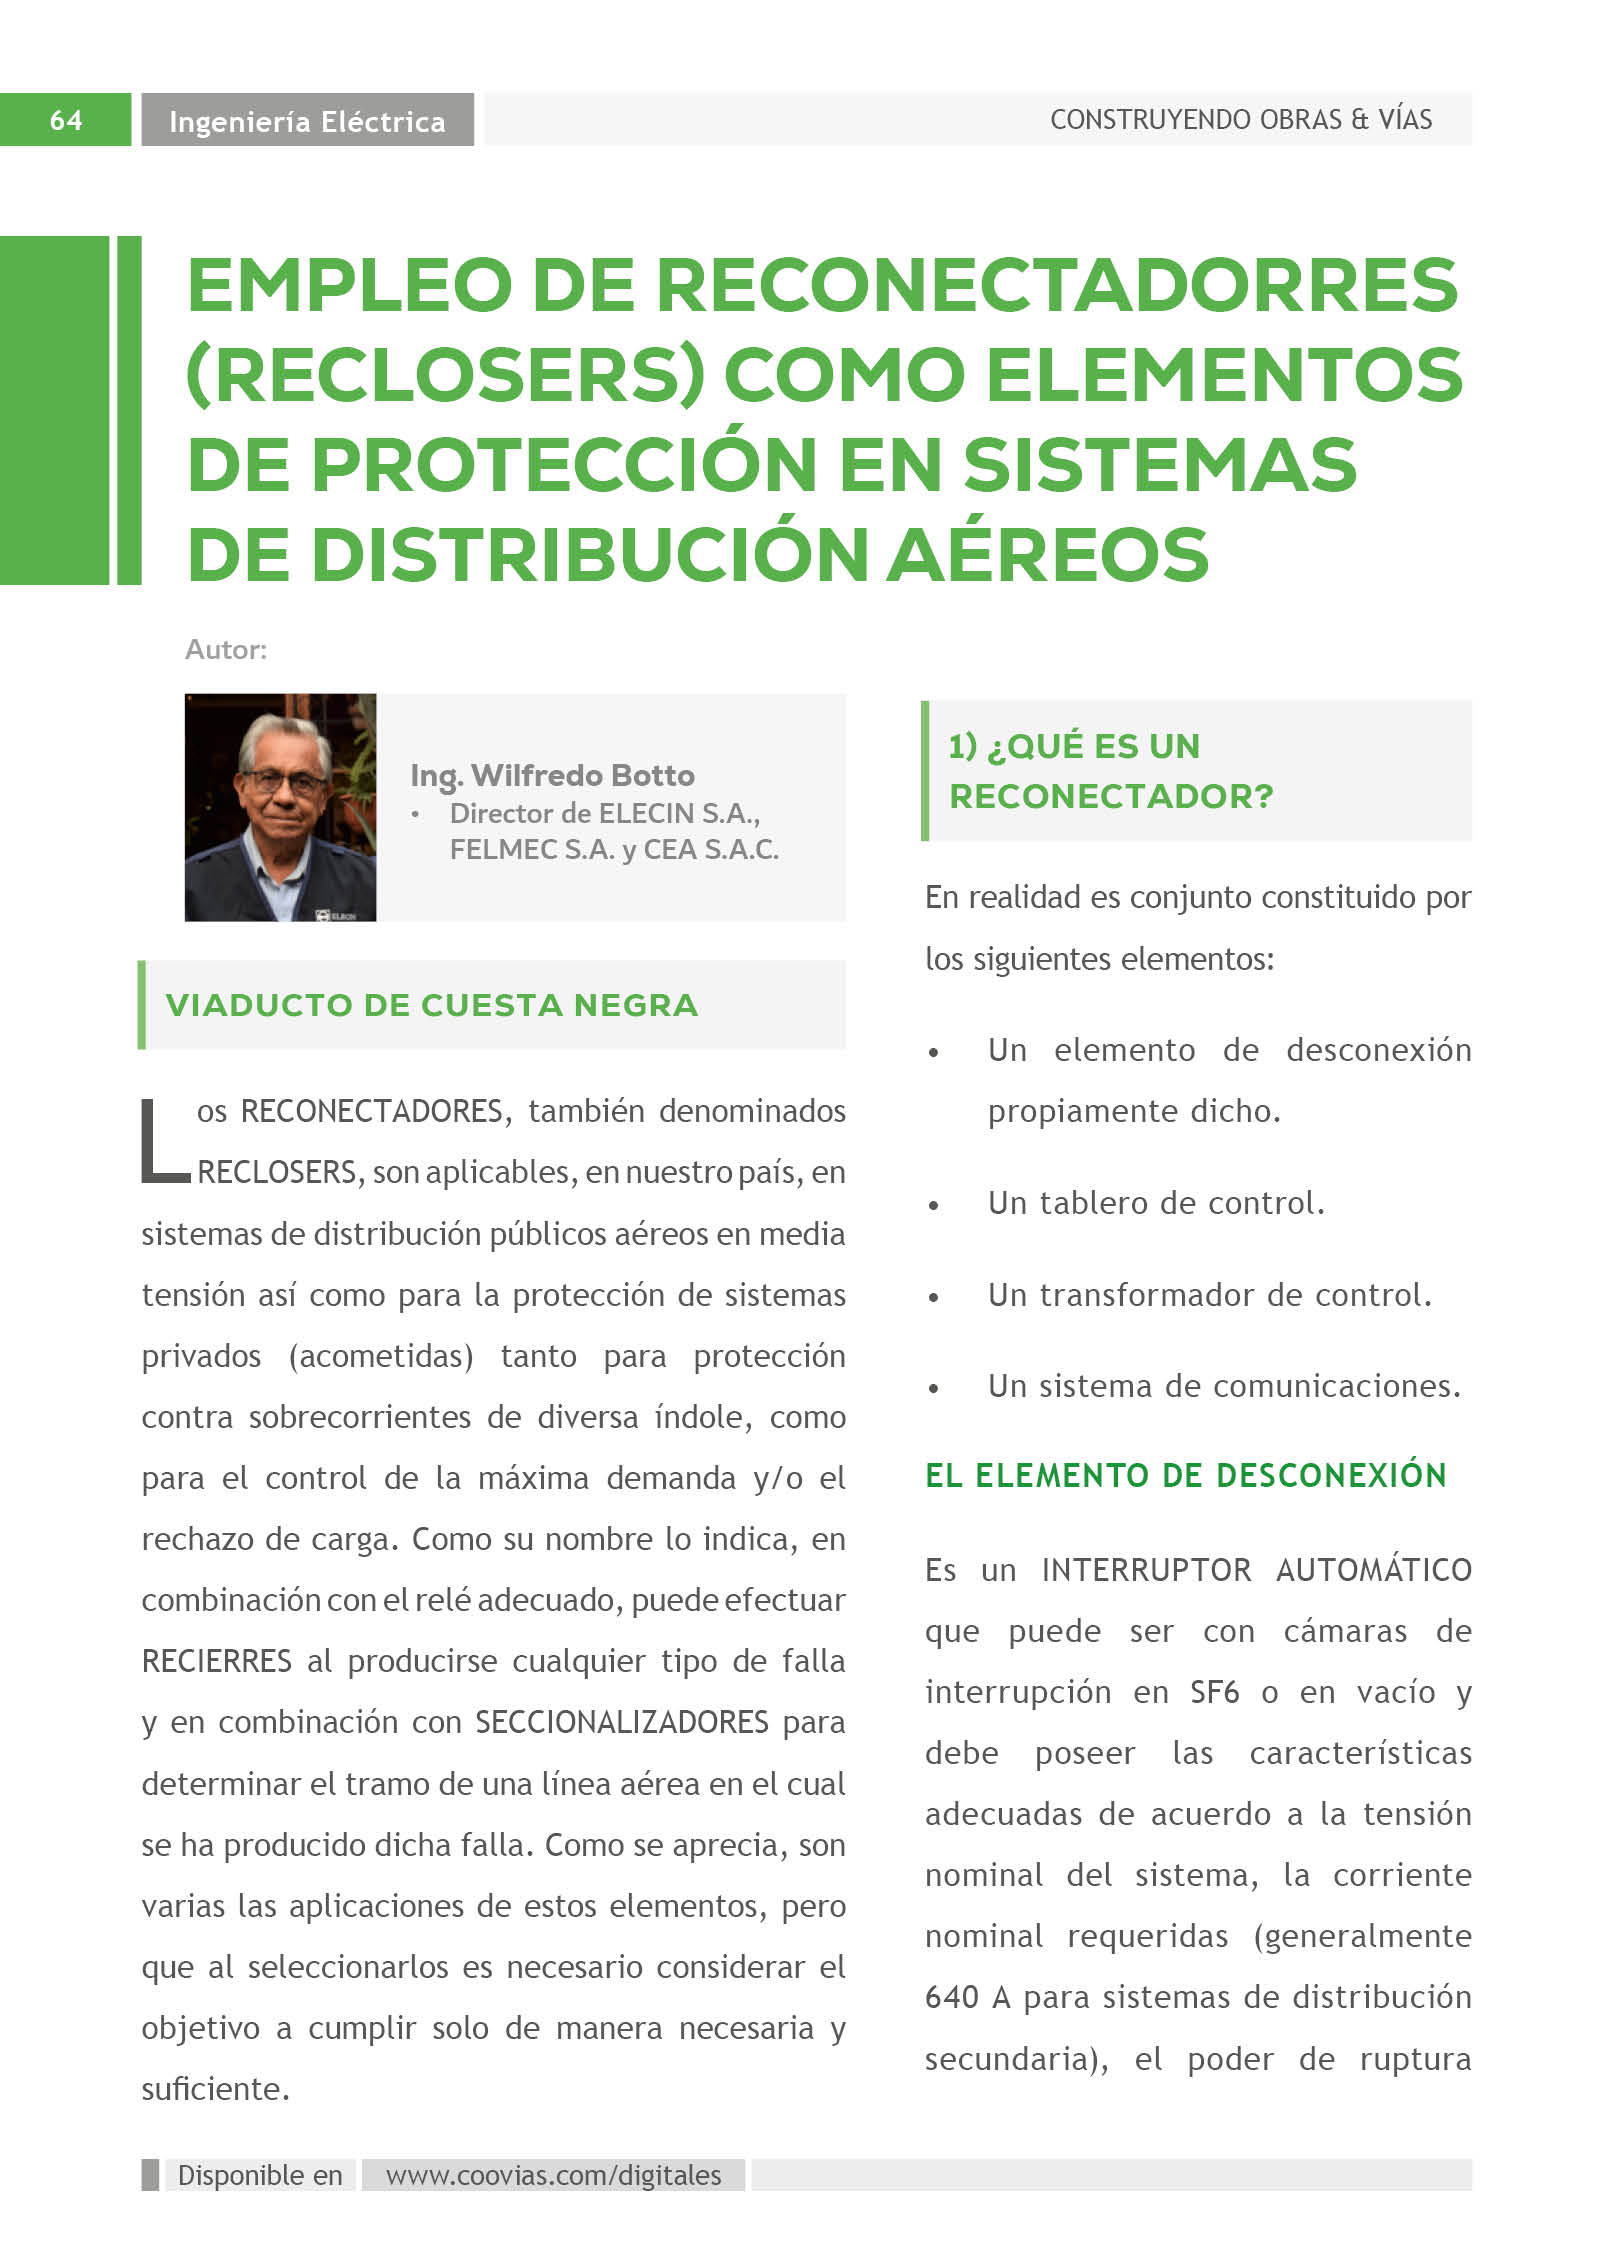 64
Ingeniería Eléctrica
CONSTRUYENDO OBRAS & VÍAS
EMPLEO DE RECONECTADORRES
(RECLOSERS) COMO ELEMENTOS
DE PROTECCIÓN EN SISTEMAS
DE DISTRIBUCIÓN AÉREOS
Autor:
Ing. Wilfredo Botto
• Director de ELECIN S.A.,
FELMEC S.A. y CEA S.A.C.
VIADUCTO DE CUESTA NEGRA
Los RECONECTADORES, también denominados
RECLOSERS, son aplicables, en nuestro país, en
sistemas de distribución públicos aéreos en media
tensión así como para la protección de sistemas
privados (acometidas) tanto para protección
contra sobrecorrientes de diversa índole, como
para el control de la máxima demanda y/o el
rechazo de carga. Como su nombre lo indica, en
combinación con el relé adecuado, puede efectuar
RECIERRES al producirse cualquier tipo de falla
y en combinación con SECCIONALIZADORES para
determinar el tramo de una línea aérea en el cual
se ha producido dicha falla. Como se aprecia, son
varias las aplicaciones de estos elementos, pero
que al seleccionarlos es necesario considerar el
objetivo a cumplir solo de manera necesaria y
suficiente.
1) ¿QUÉ ES UN
RECONECTADOR?
En realidad es conjunto constituido por
los siguientes elementos:
• Un elemento de desconexión
propiamente dicho.
• Un tablero de control.
• Un transformador de control.
• Un sistema de comunicaciones.
EL ELEMENTO DE DESCONEXIÓN
Es un INTERRUPTOR AUTOMÁTICO
que puede ser con cámaras de
interrupción en SF6 o en vacío y
debe poseer las características
adecuadas de acuerdo a la tensión
nominal del sistema, la corriente
nominal requeridas (generalmente
640 A para sistemas de distribución
secundaria), el poder de ruptura
Disponible en
www.coovias.com/digitales